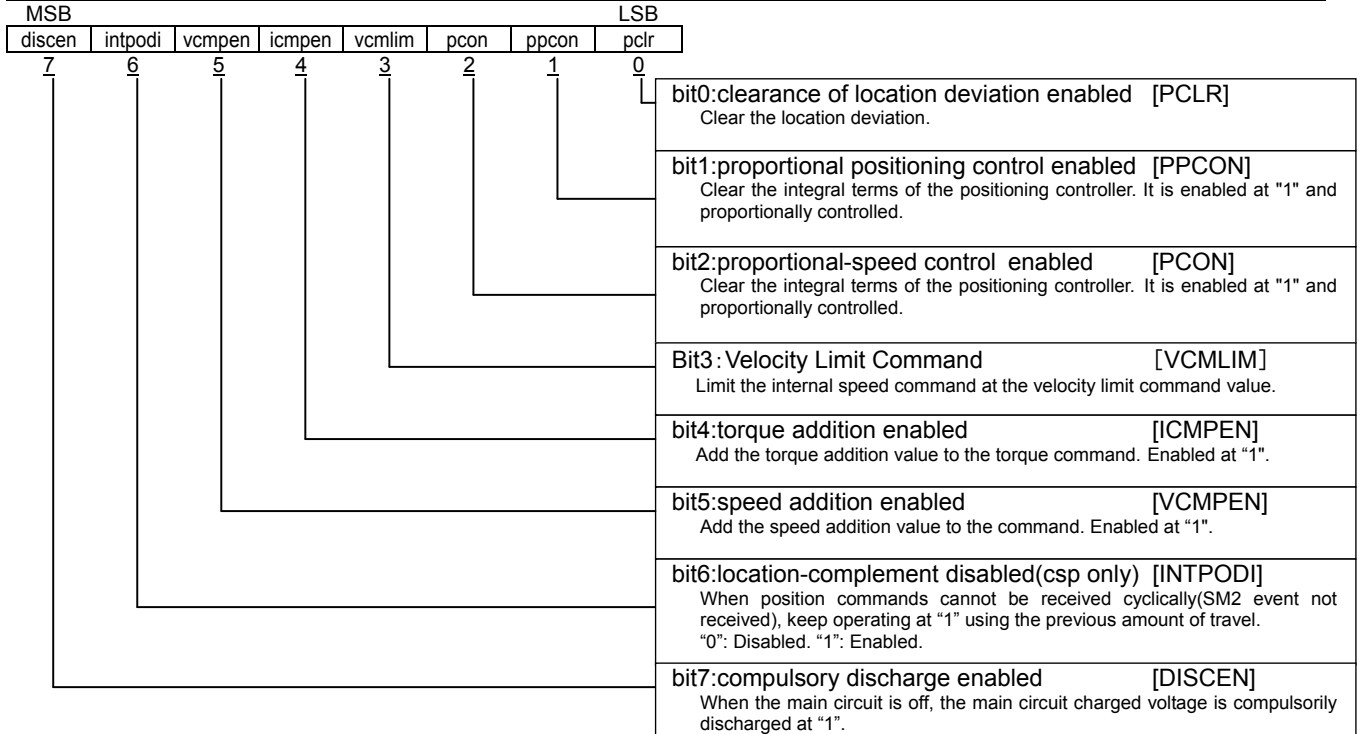 MSB LSB
discen intpodi vcmpen icmpen vcmlim pcon ppcon pclr
7 6 5 4 3 2 1 0
bit0:clearance of location deviation enabled [PCLR]
Clear the location deviation.
bit1:proportional positioning control enabled [PPCON]
Clear the integral terms of the positioning controller. It is enabled at "1" and
proportionally controlled.
bit2:proportional-speed control enabled [PCON]
Clear the integral terms of the positioning controller. It is enabled at "1" and
proportionally controlled.
Bit3：Velocity Limit Command ［VCMLIM］
Limit the internal speed command at the velocity limit command value.
bit4:torque addition enabled [ICMPEN]
Add the torque addition value to the torque command. Enabled at “1".
bit5:speed addition enabled [VCMPEN]
Add the speed addition value to the command. Enabled at “1".
bit6:location-complement disabled(csp only) [INTPODI]
When position commands cannot be received cyclically(SM2 event not
received), keep operating at “1” using the previous amount of travel.
“0”: Disabled. “1”: Enabled.
bit7:compulsory discharge enabled [DISCEN]
When the main circuit is off, the main circuit charged voltage is compulsorily
discharged at “1”.